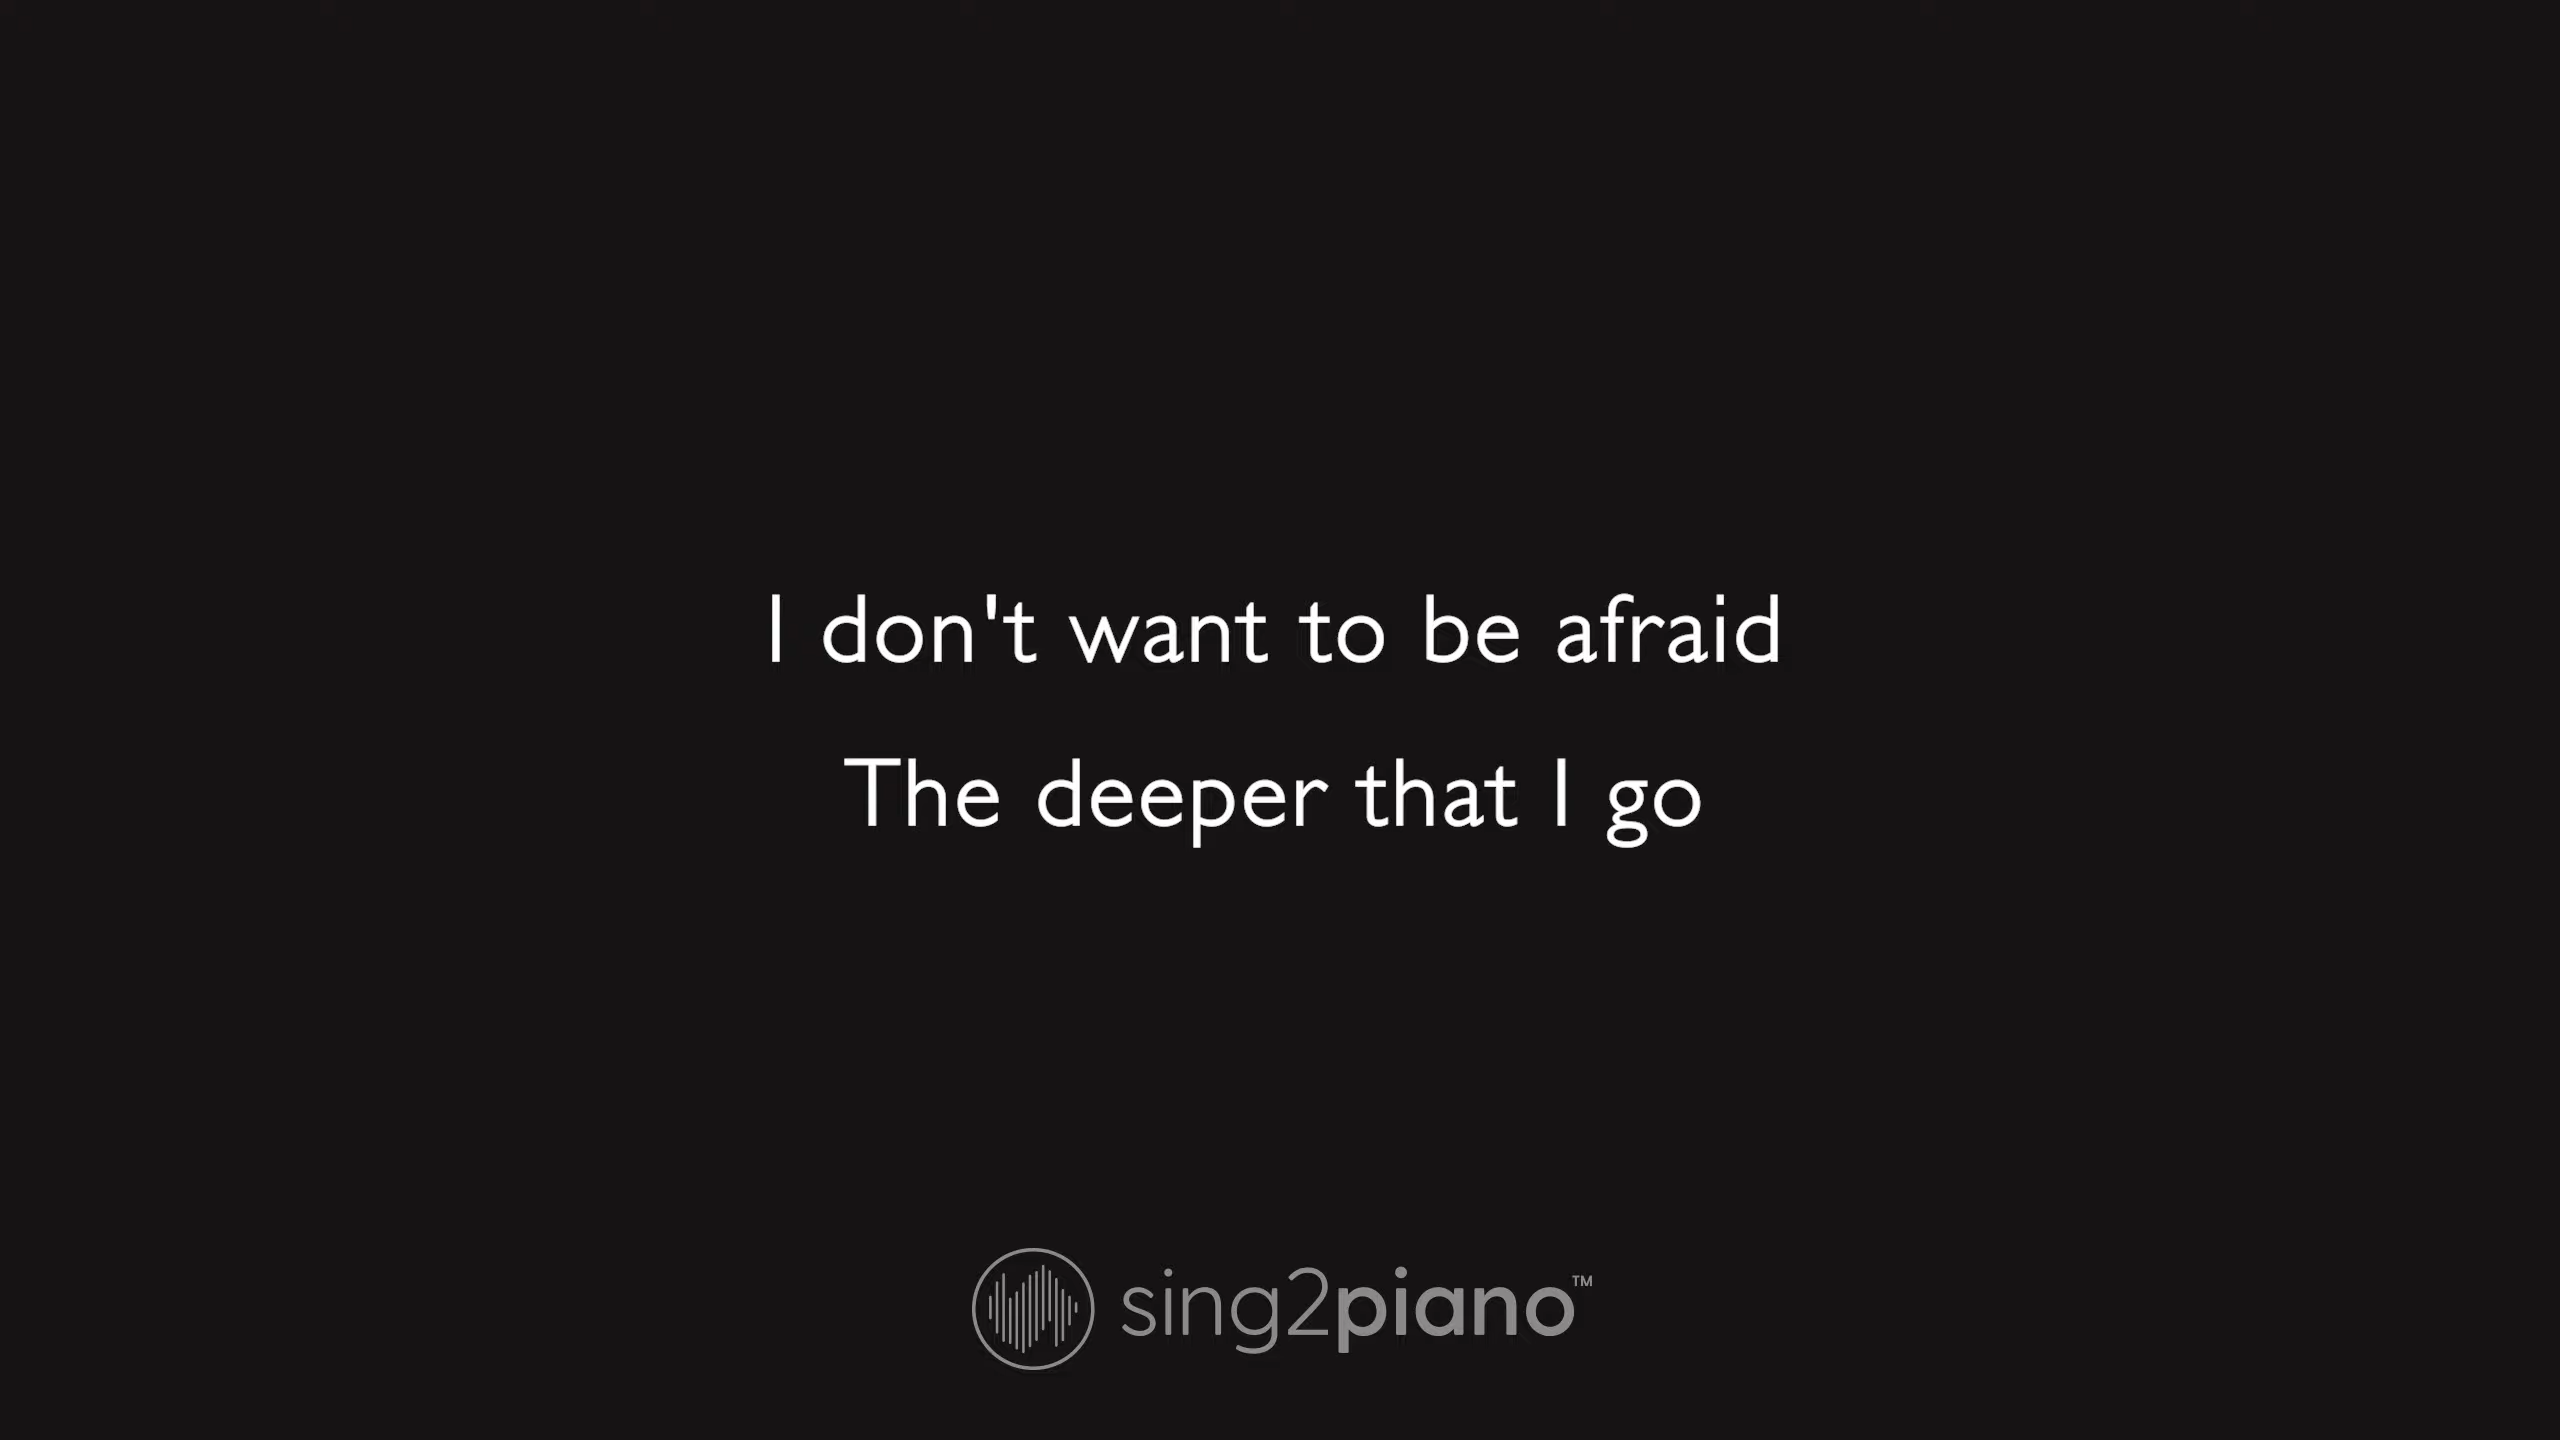 I don't want to be afraid
The deeper that I go
sing2piano™